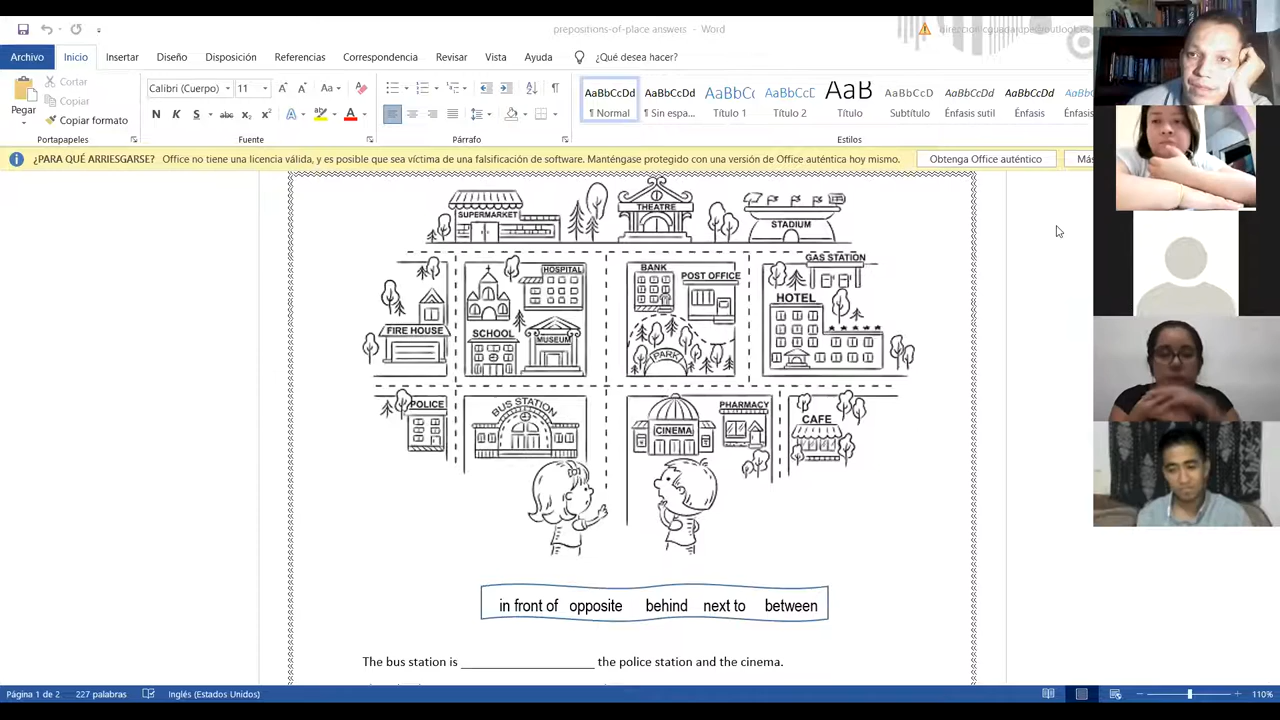 prepositions-of-place answers - Word
Archivo Inicio Insertar Diseño Disposición Referencias Correspondencia Revisar Vista Ayuda ¿Qué desea hacer?
Pegar
Cortar
Copiar
Copiar formato
Portapapeles
Calibri (Cuerpo) 11
Fuente
Párrafo
AaBbCcDd AaBbCcDd AaBbCc AaBbCcC AaB AaBbCcD AaBbCcDd AaBbCcDd
¶ Normal ¶ Sin espa... Título 1 Título 2 Título Subtítulo Énfasis sutil Énfasis
Estilos
¿PARA QUÉ ARRIESGARSE? Office no tiene una licencia válida, y es posible que sea víctima de una falsificación de software. Manténgase protegido con una versión de Office auténtica hoy mismo. Obtenga Office auténtico
SUPERMARKET
THEATRE
STADIUM
HOSPITAL
BANK
POST OFFICE
GAS STATION
HOTEL
FIRE HOUSE
SCHOOL
MUSEUM
PARK
POLICE
BUS STATION
CINEMA
PHARMACY
CAFE
in front of opposite behind next to between
The bus station is ____________________ the police station and the cinema.
Página 1 de 2 227 palabras Inglés (Estados Unidos) 110%